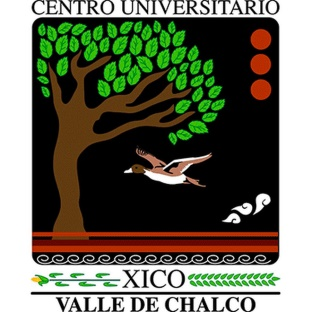 CENTRO UNIVERSITARIO
XICO
VALLE DE CHALCO